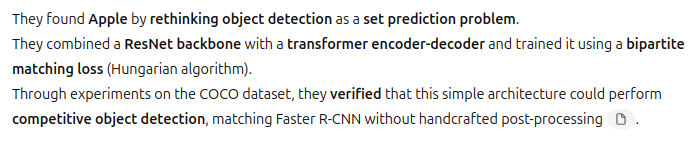 They found Apple by rethinking object detection as a set prediction problem.
They combined a ResNet backbone with a transformer encoder-decoder and trained it using a bipartite
matching loss (Hungarian algorithm).
Through experiments on the COCO dataset, they verified that this simple architecture could perform
competitive object detection, matching Faster R-CNN without handcrafted post-processing .